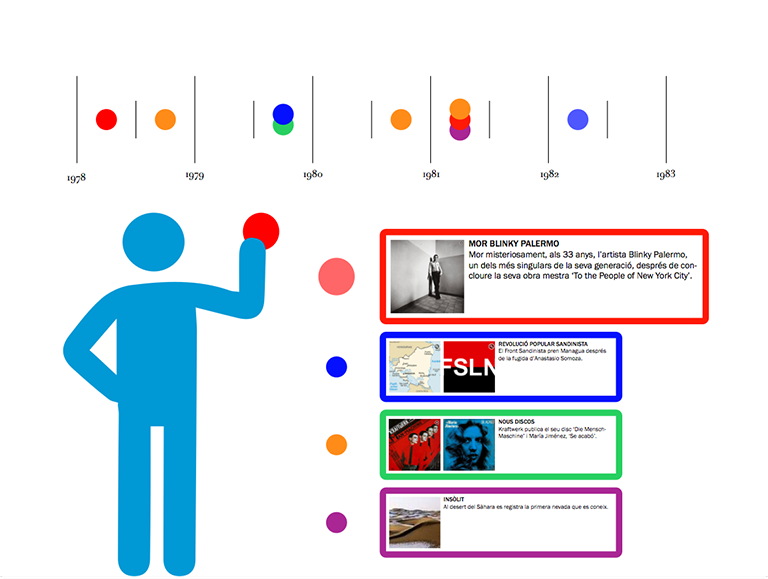 1978
1979
1980
1981
1982
1983
MOR BLINKY PALERMO
Mor misteriosament, als 33 anys, l'artista Blinky Palermo,
un dels més singulars de la seva generació, després de con-
cloure la seva obra mestra ‘To the People of New York City’.
REVOLUCIÓ POPULAR SANDINISTA
El Front Sandinista pren Managua després
de la fugida d'Anastasio Somoza.
FSLN
NOUS DISCOS
Kraftwerk publica el seu disc ‘Die Mensch-
Maschine’ i María Jiménez, ‘Se acabó’.
KRAFTWERK
INSÒLIT
Al desert del Sàhara es registra la primera nevada que es coneix.